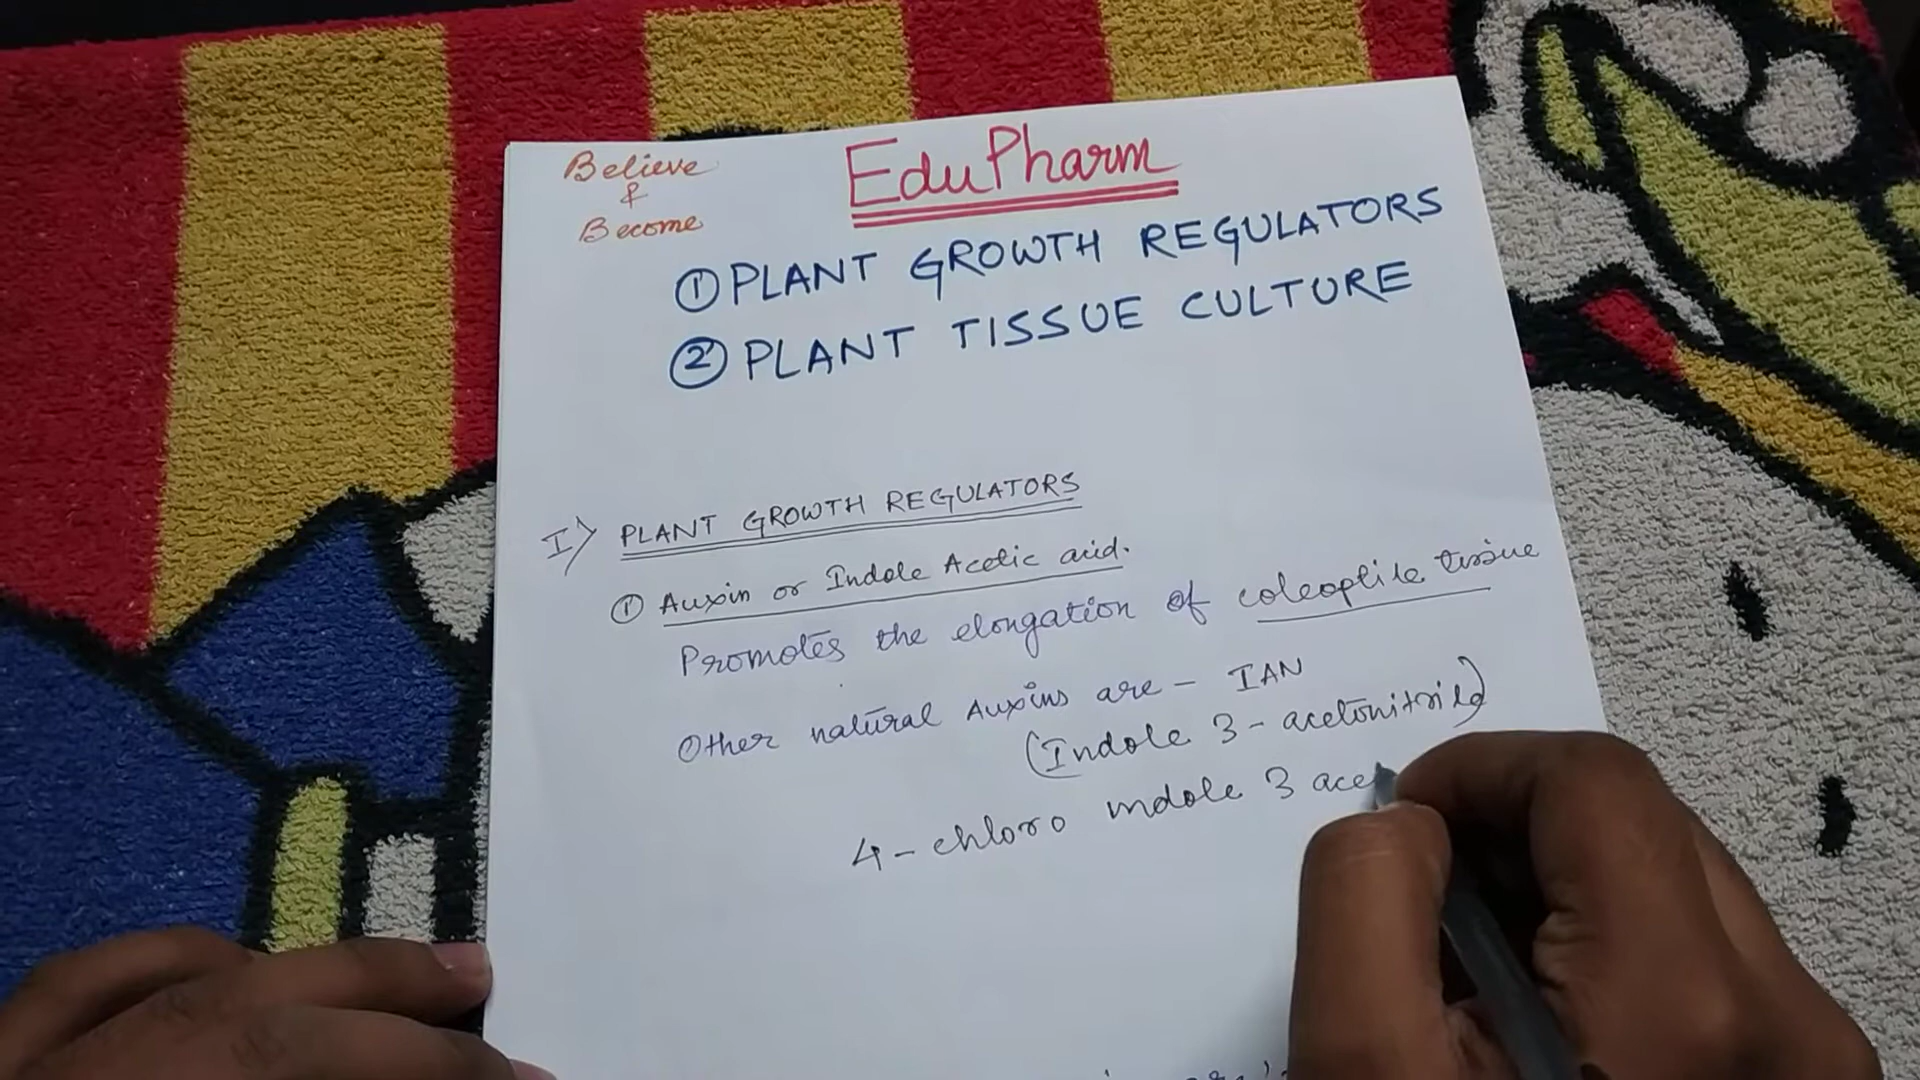 Believe
&
Become
EduPharm
① PLANT GROWTH REGULATORS
② PLANT TISSUE CULTURE
I) PLANT GROWTH REGULATORS
① Auxin or Indole Acetic acid.
Promotes the elongation of coleoptile tissue
Other natural Auxins are - IAN
(Indole 3 - acetonitrile)
4 - chloro indole 3 ace